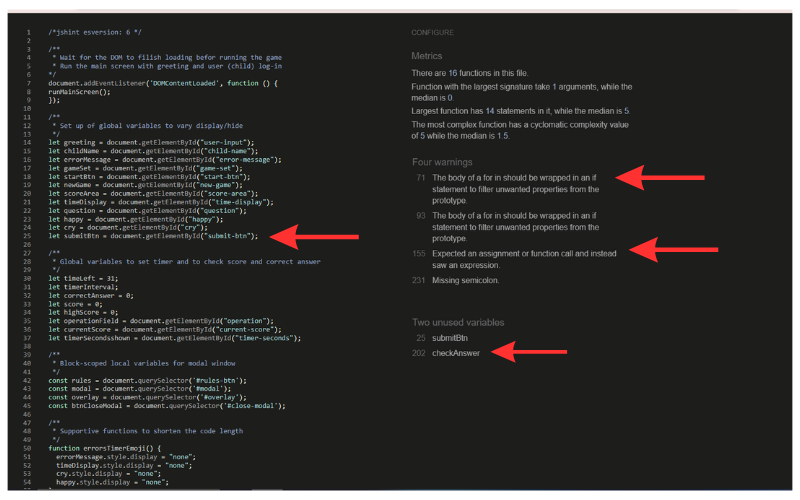 1 /*jshint esversion: 6 */
2
3 /**
4 * Wait for the DOM to filish loading befor running the game
5 * Run the main screen with greeting and user (child) log-in
6 */
7 document.addEventListener('DOMContentLoaded', function () {
8 runMainScreen();
9 });
10
11 /**
12 * Set up of global variables to vary display/hide
13 */
14 let greeting = document.getElementById("user-input");
15 let childName = document.getElementById("child-name");
16 let errorMessage = document.getElementById("error-message");
17 let gameSet = document.getElementById("game-set");
18 let startBtn = document.getElementById("start-btn");
19 let newGame = document.getElementById("new-game");
20 let scoreArea = document.getElementById("score-area");
21 let timeDisplay = document.getElementById("time-display");
22 let question = document.getElementById("question");
23 let happy = document.getElementById("happy");
24 let cry = document.getElementById("cry");
25 let submitBtn = document.getElementById("submit-btn");
26
27 /**
28 * Global variables to set timer and to check score and correct answer
29 */
30 let timeLeft = 31;
31 let timerInterval;
32 let correctAnswer = 0;
33 let score = 0;
34 let highScore = 0;
35 let operationField = document.getElementById("operation");
36 let currentScore = document.getElementById("current-score");
37 let timerSecondsshown = document.getElementById("timer-seconds");
38
39 /**
40 * Block-scoped local variables for modal window
41 */
42 const rules = document.querySelector('#rules-btn');
43 const modal = document.querySelector('#modal');
44 const overlay = document.querySelector('#overlay');
45 const btnCloseModal = document.querySelector('#close-modal');
46
47 /**
48 * Supportive functions to shorten the code length
49 */
50 function errorsTimerEmoji() {
51 errorMessage.style.display = "none";
52 timeDisplay.style.display = "none";
53 cry.style.display = "none";
54 happy.style.display = "none";
CONFIGURE
Metrics
There are 16 functions in this file.
Function with the largest signature take 1 arguments, while the
median is 0.
Largest function has 14 statements in it, while the median is 5.
The most complex function has a cyclomatic complexity value
of 5 while the median is 1.5.
Four warnings
71 The body of a for in should be wrapped in an if
statement to filter unwanted properties from the
prototype.
93 The body of a for in should be wrapped in an if
statement to filter unwanted properties from the
prototype.
155 Expected an assignment or function call and instead
saw an expression.
231 Missing semicolon.
Two unused variables
25 submitBtn
202 checkAnswer